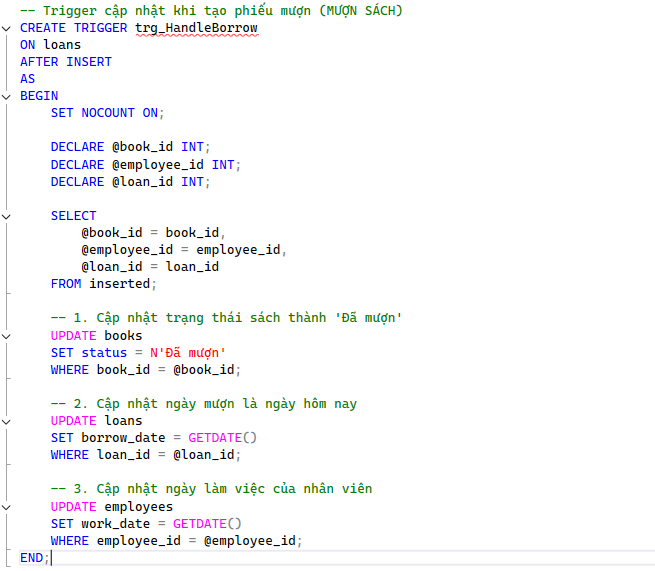 -- Trigger cập nhật khi tạo phiếu mượn (MƯỢN SÁCH)
CREATE TRIGGER trg_HandleBorrow
ON loans
AFTER INSERT
AS
BEGIN
    SET NOCOUNT ON;

    DECLARE @book_id INT;
    DECLARE @employee_id INT;
    DECLARE @loan_id INT;

    SELECT
        @book_id = book_id,
        @employee_id = employee_id,
        @loan_id = loan_id
    FROM inserted;

    -- 1. Cập nhật trạng thái sách thành 'Đã mượn'
    UPDATE books
    SET status = N'Đã mượn'
    WHERE book_id = @book_id;

    -- 2. Cập nhật ngày mượn là ngày hôm nay
    UPDATE loans
    SET borrow_date = GETDATE()
    WHERE loan_id = @loan_id;

    -- 3. Cập nhật ngày làm việc của nhân viên
    UPDATE employees
    SET work_date = GETDATE()
    WHERE employee_id = @employee_id;
END;